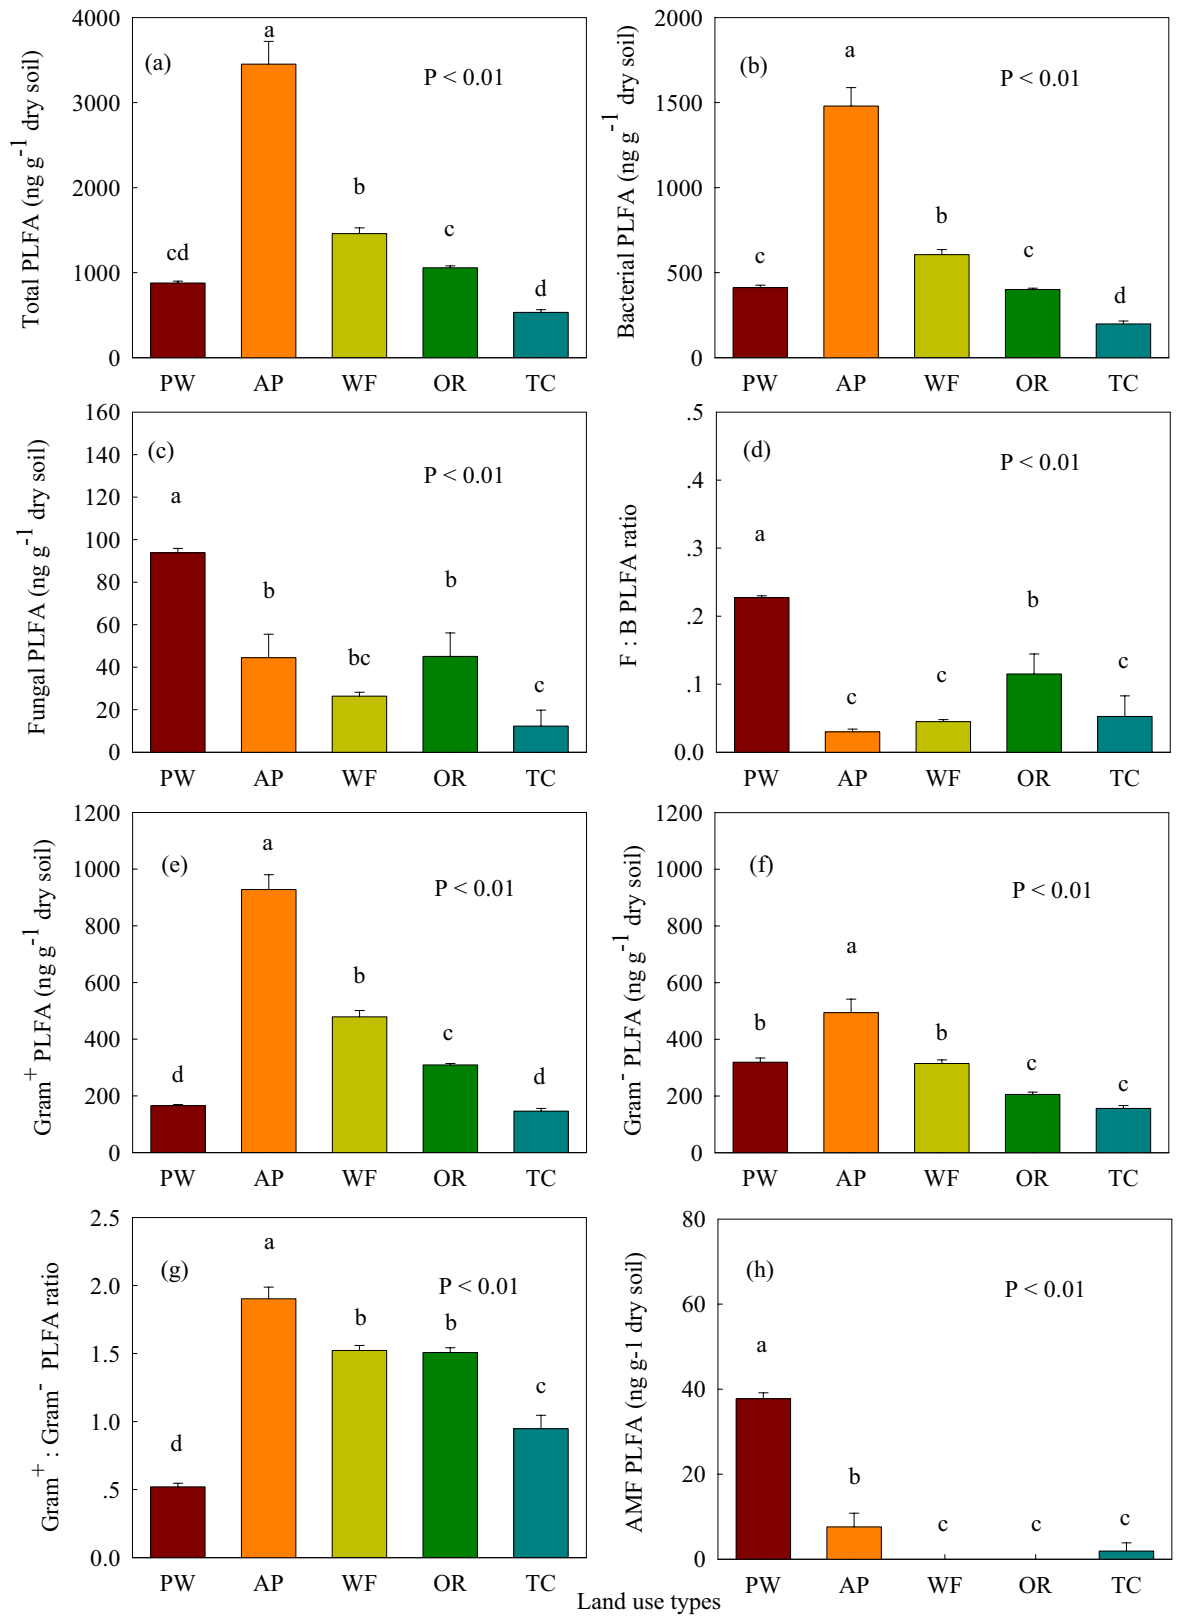 4000
3000
2000
1000
0
Total PLFA (ng g-1 dry soil)
(a)
P < 0.01
cd
a
b
c
d
PW AP WF OR TC
2000
1500
1000
500
0
Bacterial PLFA (ng g-1 dry soil)
(b)
P < 0.01
c
a
b
c
d
PW AP WF OR TC
160
140
120
100
80
60
40
20
0
Fungal PLFA (ng g-1 dry soil)
(c)
P < 0.01
a
b
bc
b
c
PW AP WF OR TC
.5
.4
.3
.2
.1
0.0
F : B PLFA ratio
(d)
P < 0.01
a
c
c
b
c
PW AP WF OR TC
1200
1000
800
600
400
200
0
Gram+ PLFA (ng g-1 dry soil)
(e)
P < 0.01
d
a
b
c
d
PW AP WF OR TC
1200
1000
800
600
400
200
0
Gram- PLFA (ng g-1 dry soil)
(f)
P < 0.01
b
a
b
c
c
PW AP WF OR TC
2.5
2.0
1.5
1.0
.5
0.0
Gram+ : Gram- PLFA ratio
(g)
P < 0.01
d
a
b
b
c
PW AP WF OR TC
80
60
40
20
0
AMF PLFA (ng g-1 dry soil)
(h)
P < 0.01
a
b
c
c
c
PW AP WF OR TC
Land use types